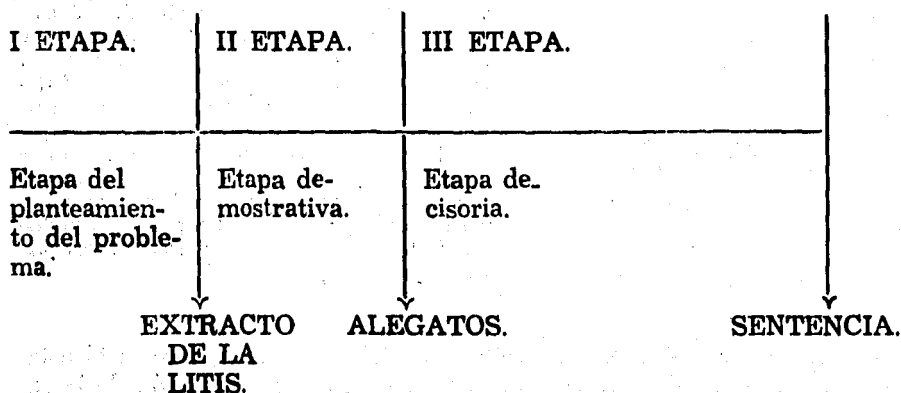 I ETAPA. II ETAPA. III ETAPA.
Etapa del
planteamien-
to del proble-
ma.
Etapa de-
mostrativa.
Etapa de-
cisoria.
EXTRACTO
DE LA
LITIS.
ALEGATOS.
SENTENCIA.